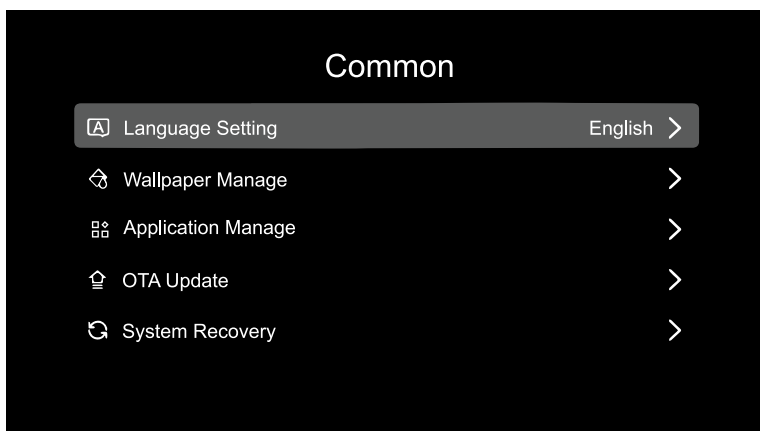 Common
A Language Setting English
Wallpaper Manage
Application Manage
OTA Update
System Recovery